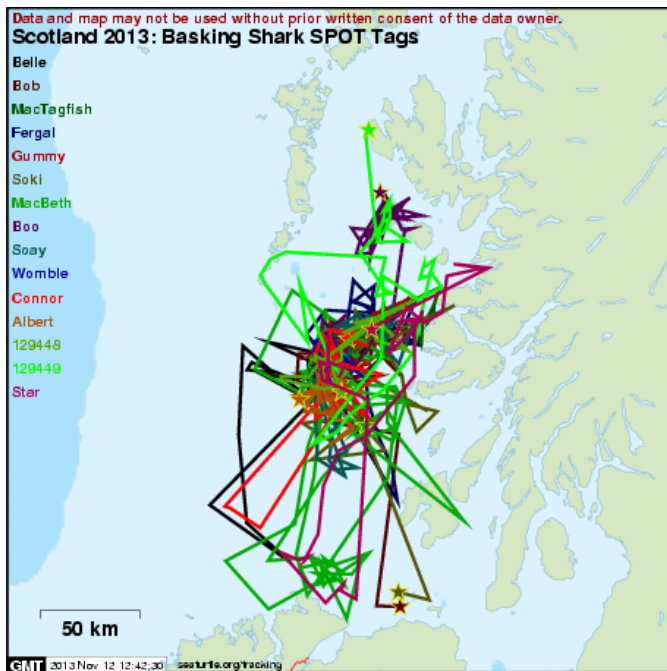 Data and map may not be used without prior written consent of the data owner.
Scotland 2013: Basking Shark SPOT Tags
Belle
Bob
MacTagfish
Fergal
Gummy
Soki
MacBeth
Boo
Soay
Womble
Connor
Albert
129448
129449
Star
50 km
GMT 2013 Nov 12 12:42:30 seaturtle.org/tracking